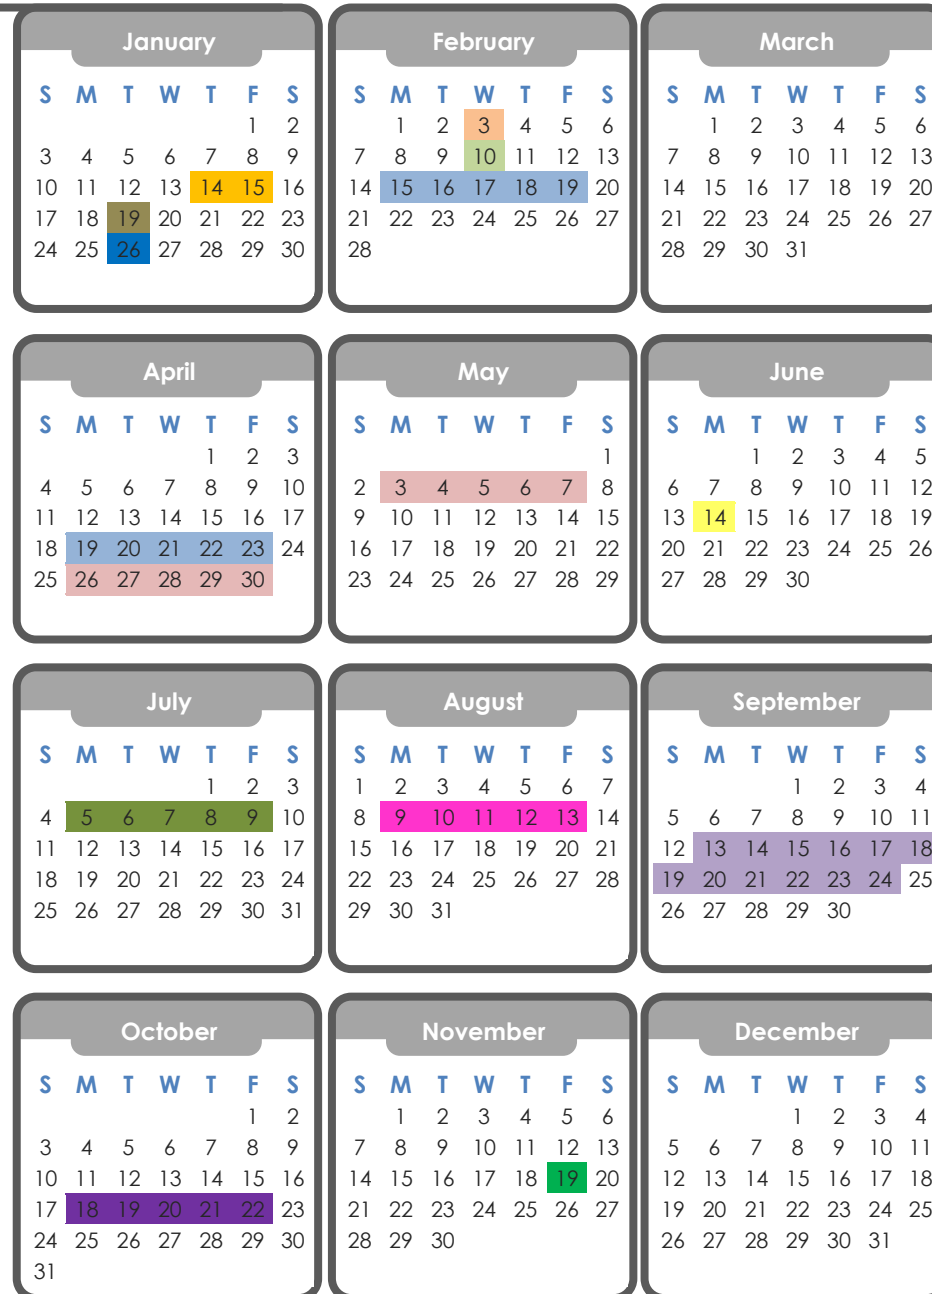 January
S M T W T F S
1 2
3 4 5 6 7 8 9
10 11 12 13 14 15 16
17 18 19 20 21 22 23
24 25 26 27 28 29 30
February
S M T W T F S
1 2 3 4 5 6
7 8 9 10 11 12 13
14 15 16 17 18 19 20
21 22 23 24 25 26 27
28
March
S M T W T F S
1 2 3 4 5 6
7 8 9 10 11 12 13
14 15 16 17 18 19 20
21 22 23 24 25 26 27
28 29 30 31
April
S M T W T F S
1 2 3
4 5 6 7 8 9 10
11 12 13 14 15 16 17
18 19 20 21 22 23 24
25 26 27 28 29 30
May
S M T W T F S
1
2 3 4 5 6 7 8
9 10 11 12 13 14 15
16 17 18 19 20 21 22
23 24 25 26 27 28 29
June
S M T W T F S
1 2 3 4 5
6 7 8 9 10 11 12
13 14 15 16 17 18 19
20 21 22 23 24 25 26
27 28 29 30
July
S M T W T F S
1 2 3
4 5 6 7 8 9 10
11 12 13 14 15 16 17
18 19 20 21 22 23 24
25 26 27 28 29 30 31
August
S M T W T F S
1 2 3 4 5 6 7
8 9 10 11 12 13 14
15 16 17 18 19 20 21
22 23 24 25 26 27 28
29 30 31
September
S M T W T F S
1 2 3 4
5 6 7 8 9 10 11
12 13 14 15 16 17 18
19 20 21 22 23 24 25
26 27 28 29 30
October
S M T W T F S
1 2
3 4 5 6 7 8 9
10 11 12 13 14 15 16
17 18 19 20 21 22 23
24 25 26 27 28 29 30
31
November
S M T W T F S
1 2 3 4 5 6
7 8 9 10 11 12 13
14 15 16 17 18 19 20
21 22 23 24 25 26 27
28 29 30
December
S M T W T F S
1 2 3 4
5 6 7 8 9 10 11
12 13 14 15 16 17 18
19 20 21 22 23 24 25
26 27 28 29 30 31